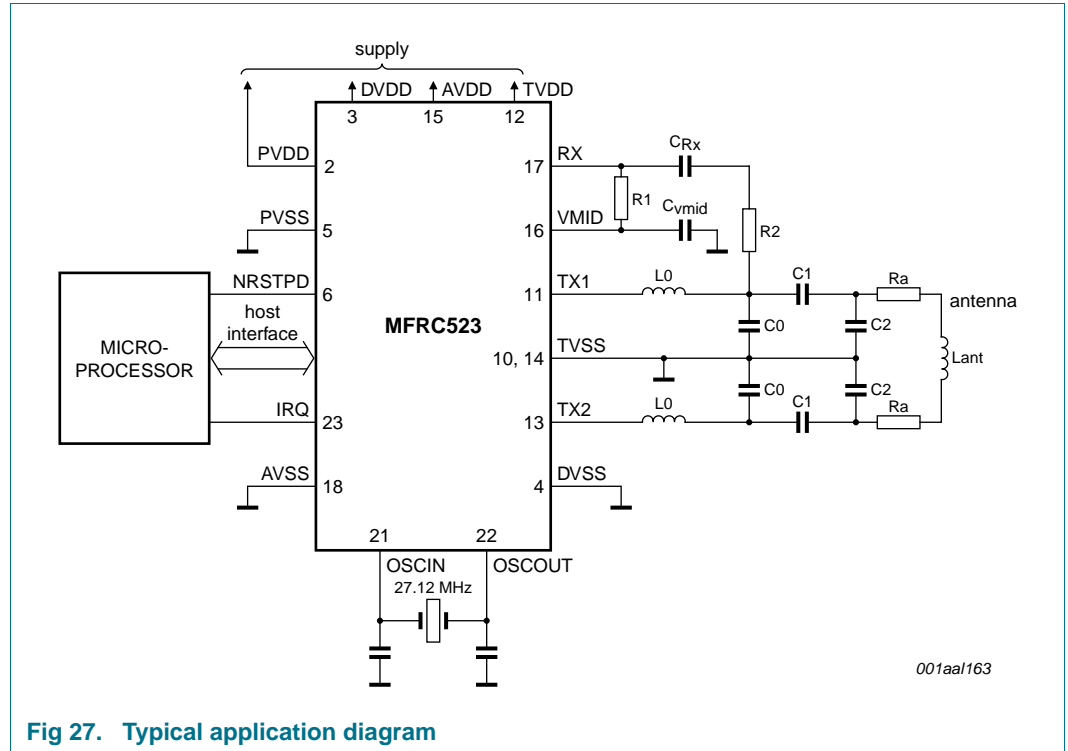 supply
DVDD AVDD TVDD
3 15 12
PVDD 2
PVSS 5
NRSTPD 6
host
interface
MICRO-
PROCESSOR
IRQ 23
AVSS 18
MFRC523
17 RX
CRx
R1
16 VMID
Cvmid
R2
11 TX1
L0
C1
Ra
antenna
C0
C2
10, 14 TVSS
Lant
C0
C2
13 TX2
L0
C1
Ra
4 DVSS
21 22
OSCIN OSCOUT
27.12 MHz
001aal163
Fig 27. Typical application diagram